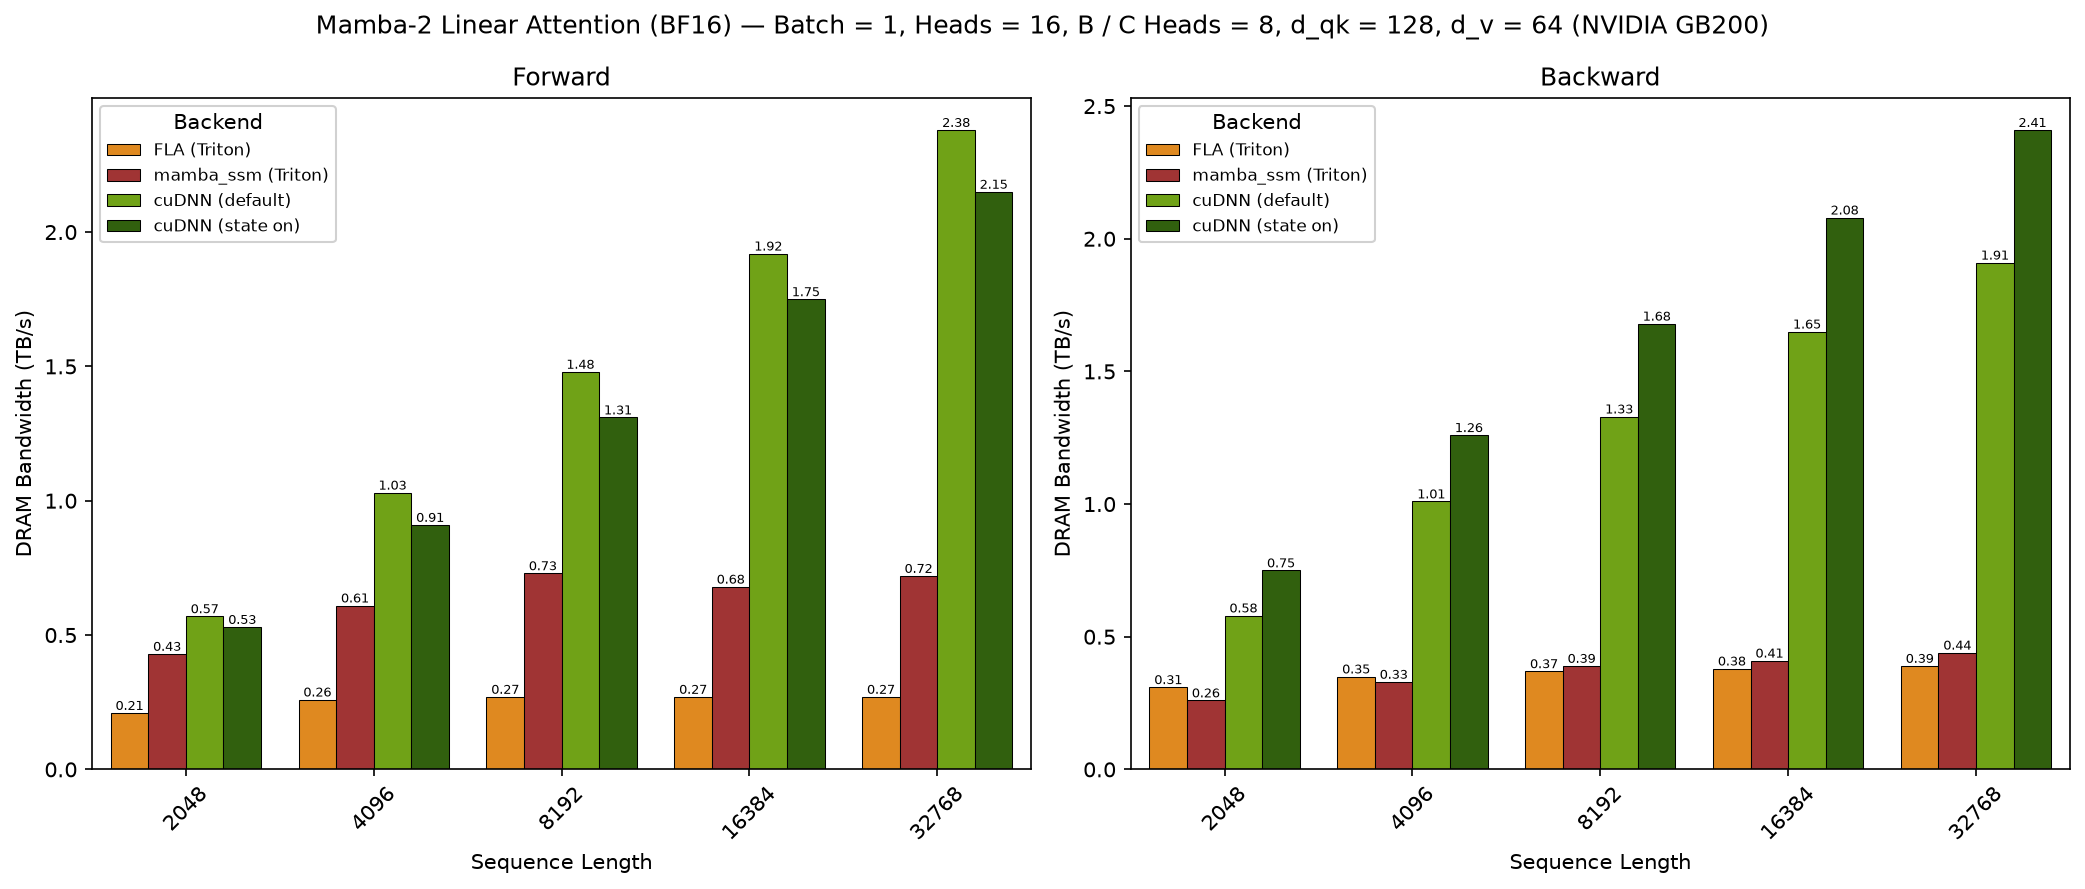 Mamba-2 Linear Attention (BF16) — Batch = 1, Heads = 16, B / C Heads = 8, d_qk = 128, d_v = 64 (NVIDIA GB200)
Forward
DRAM Bandwidth (TB/s)
2.0
1.5
1.0
0.5
0.0
Backend
FLA (Triton)
mamba_ssm (Triton)
cuDNN (default)
cuDNN (state on)
0.21 0.43 0.57 0.53
0.26 0.61 1.03 0.91
0.27 0.73 1.48 1.31
0.27 0.68 1.92 1.75
0.27 0.72 2.38 2.15
2048 4096 8192 16384 32768
Sequence Length
Backward
DRAM Bandwidth (TB/s)
2.5
2.0
1.5
1.0
0.5
0.0
Backend
FLA (Triton)
mamba_ssm (Triton)
cuDNN (default)
cuDNN (state on)
0.31 0.26 0.58 0.75
0.35 0.33 1.01 1.26
0.37 0.39 1.33 1.68
0.38 0.41 1.65 2.08
0.39 0.44 1.91 2.41
2048 4096 8192 16384 32768
Sequence Length